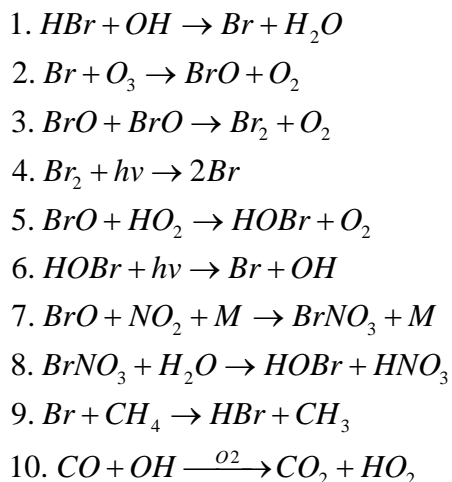 1. HBr + OH → Br + H₂O
2. Br + O₃ → BrO + O₂
3. BrO + BrO → Br₂ + O₂
4. Br₂ + hν → 2Br
5. BrO + HO₂ → HOBr + O₂
6. HOBr + hν → Br + OH
7. BrO + NO₂ + M → BrNO₃ + M
8. BrNO₃ + H₂O → HOBr + HNO₃
9. Br + CH₄ → HBr + CH₃
10. CO + OH —O2→ CO₂ + HO₂